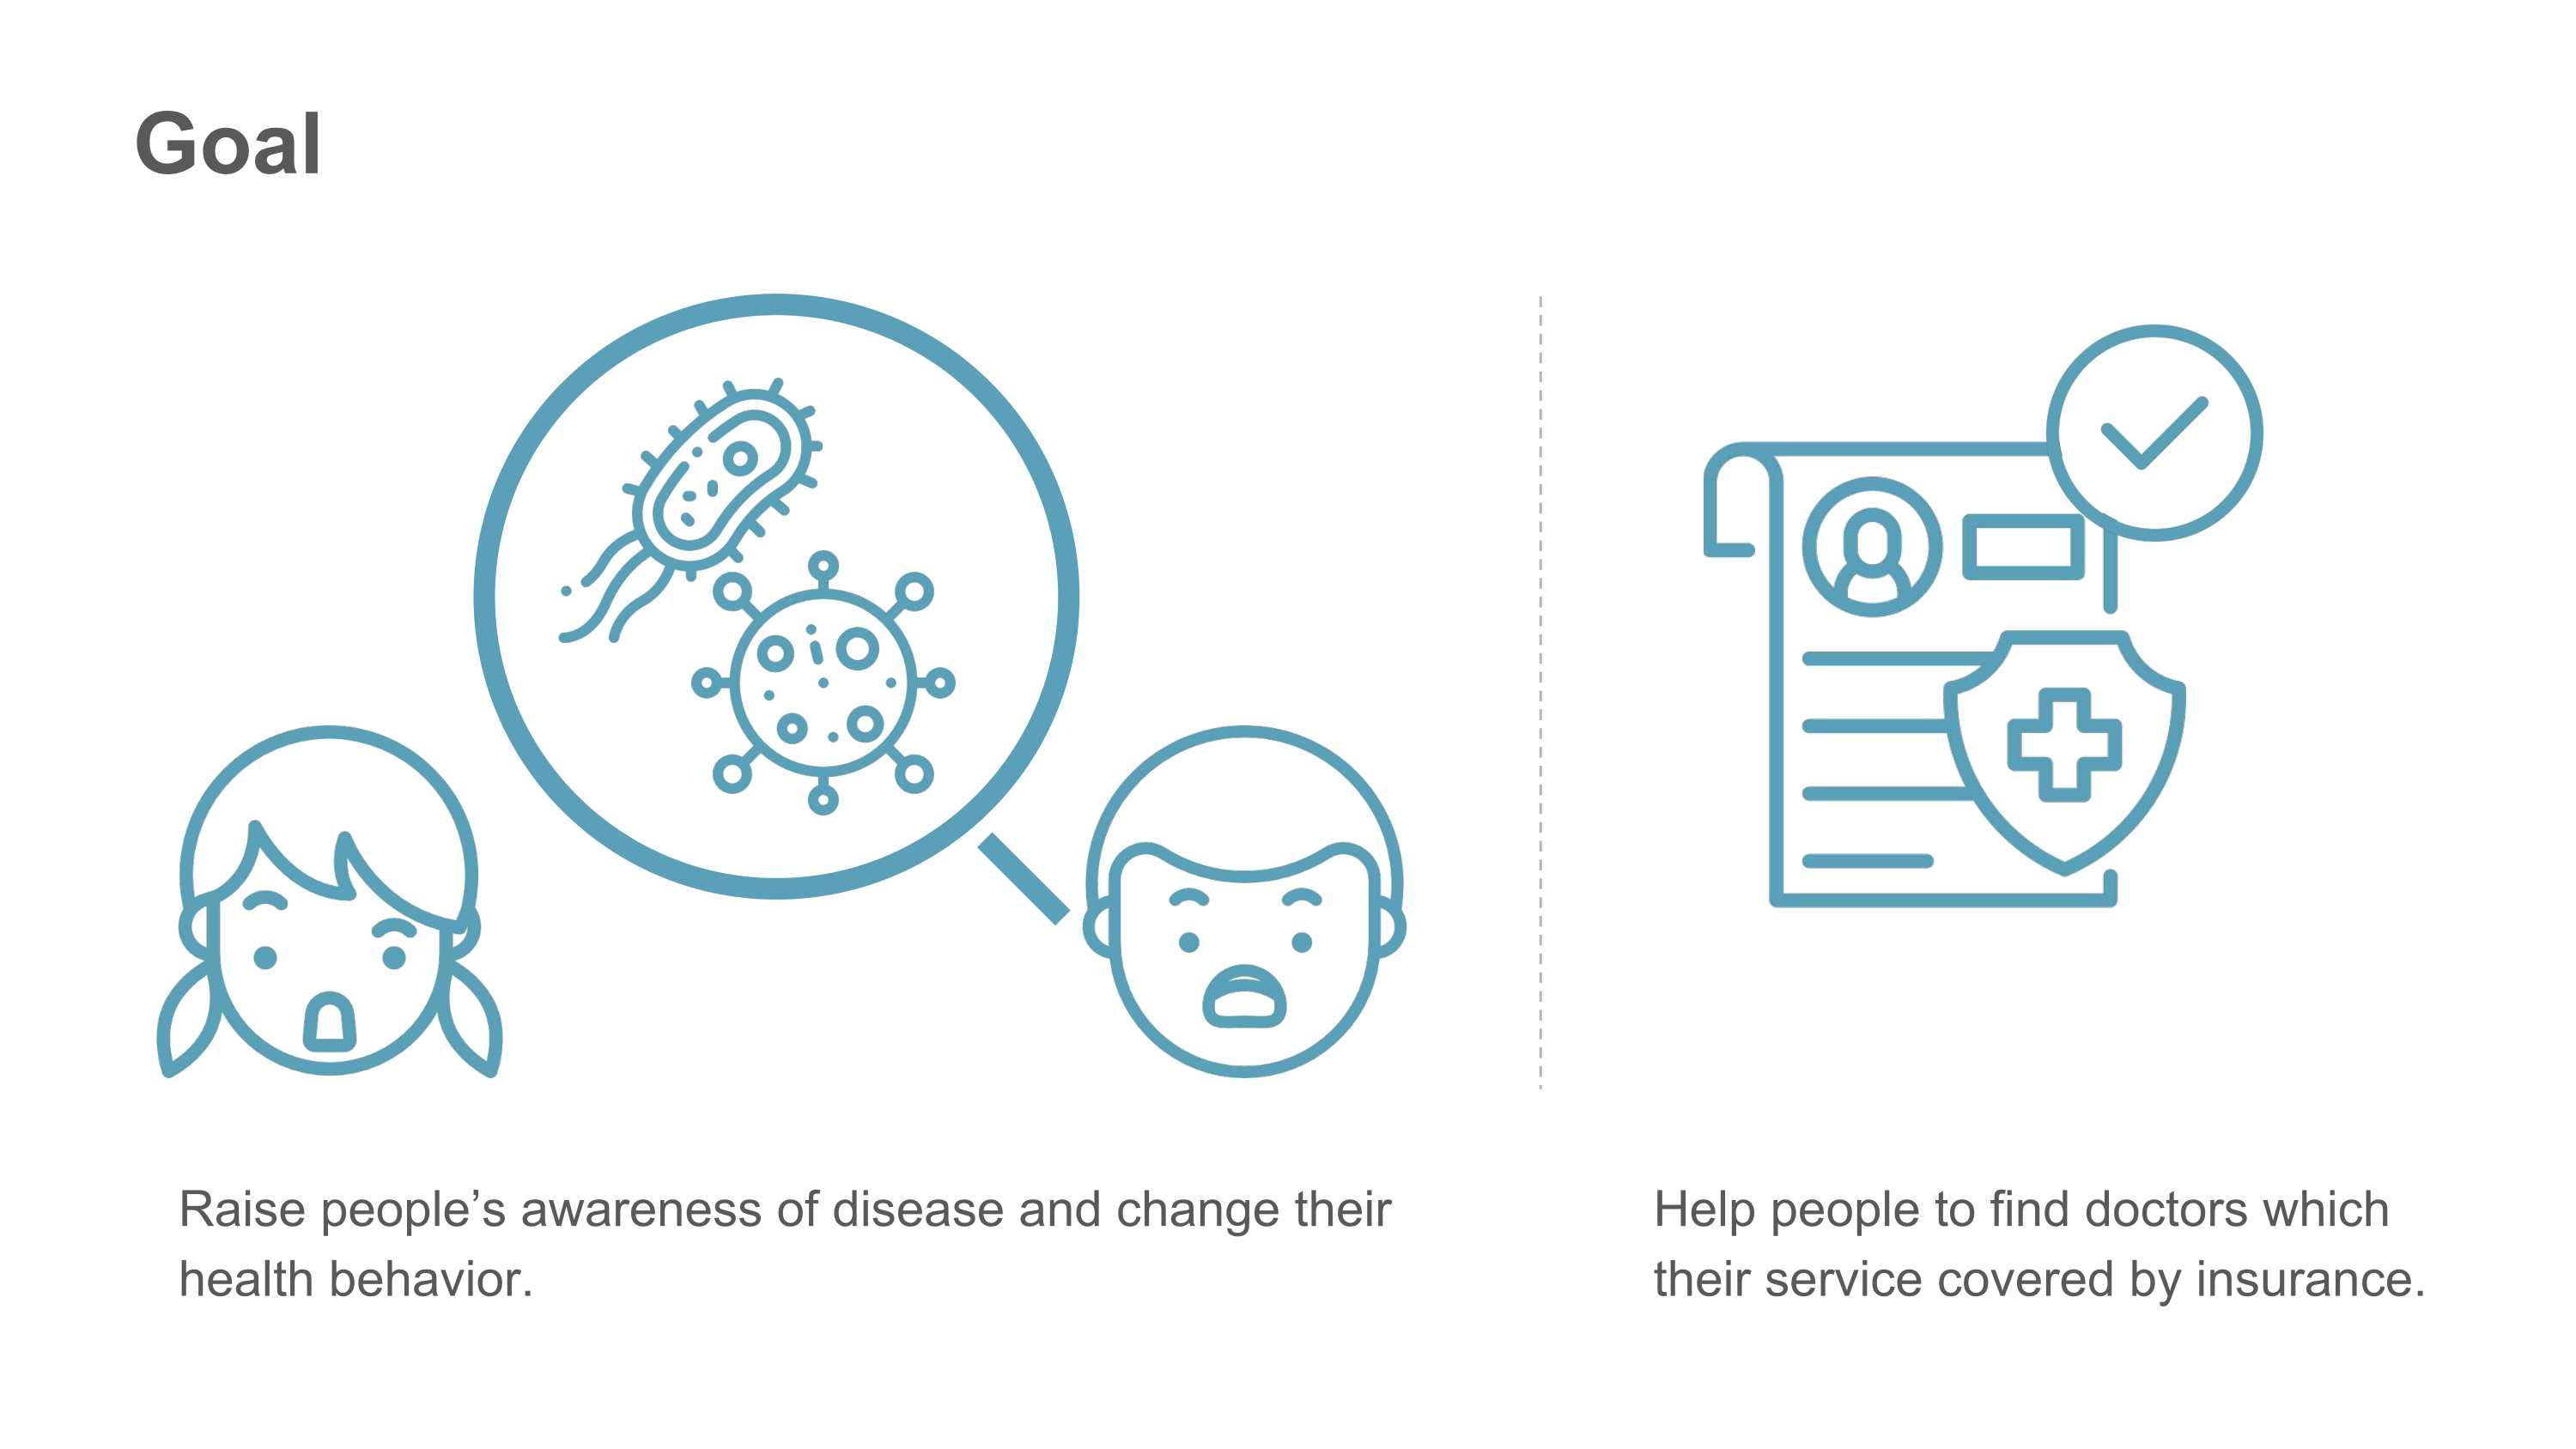 Goal
Raise people’s awareness of disease and change their
health behavior.
Help people to find doctors which
their service covered by insurance.